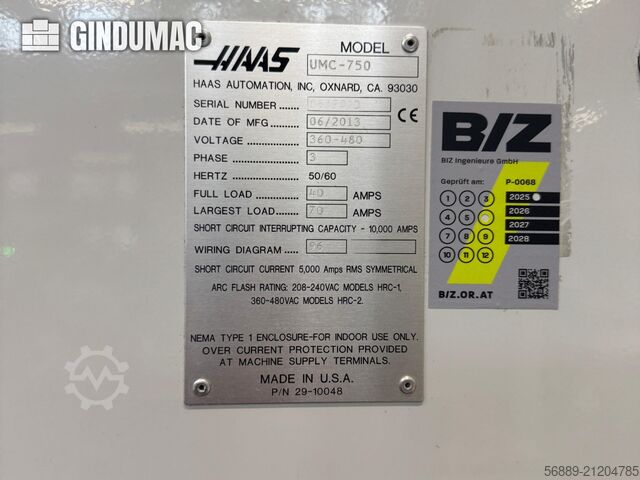 GINDUMAC
HAAS
MODEL
UMC-750
HAAS AUTOMATION, INC, OXNARD, CA. 93030
SERIAL NUMBER
DATE OF MFG 06/2013
CE
VOLTAGE 360-480
PHASE 3
HERTZ 50/60
FULL LOAD 40 AMPS
LARGEST LOAD 70 AMPS
SHORT CIRCUIT INTERRUPTING CAPACITY - 10,000 AMPS
WIRING DIAGRAM 96
SHORT CIRCUIT CURRENT 5,000 Amps RMS SYMMETRICAL
ARC FLASH RATING: 208-240VAC MODELS HRC-1,
360-480VAC MODELS HRC-2.
NEMA TYPE 1 ENCLOSURE-FOR INDOOR USE ONLY.
OVER CURRENT PROTECTION PROVIDED
AT MACHINE SUPPLY TERMINALS.
MADE IN U.S.A.
P/N 29-10048
BIZ
BIZ Ingenieure GmbH
Geprüft am: P-0068
1 2 3 2025
4 5 2026
2027
7 8 9 2028
10 11 12
BIZ.OR.AT
56889-21204785